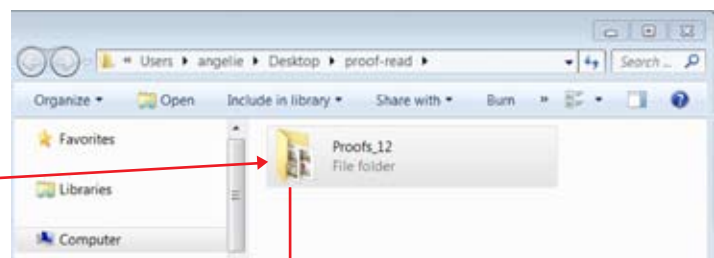 « Users ▸ angelie ▸ Desktop ▸ proof-read ▸ Search ...
Organize ▾ Open Include in library ▾ Share with ▾ Burn »
Favorites
Proofs_12
File folder
Libraries
Computer